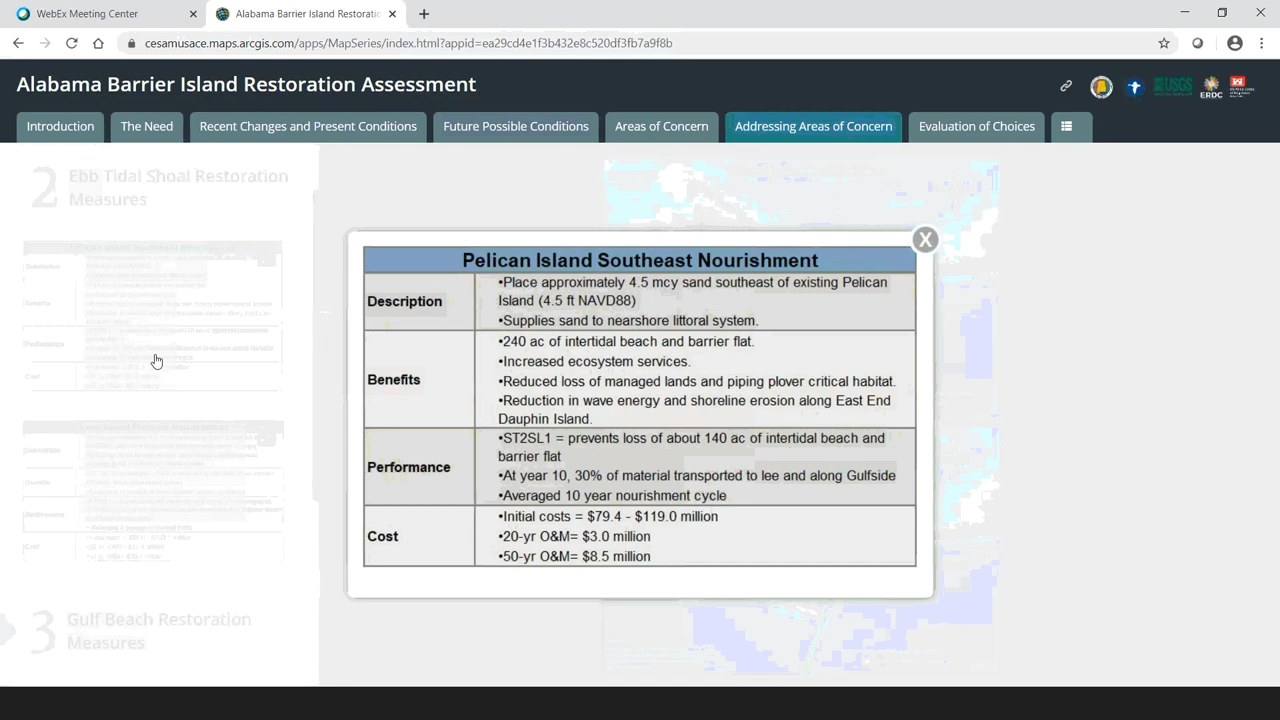 WebEx Meeting Center
Alabama Barrier Island Restoratio
cesamusace.maps.arcgis.com/apps/MapSeries/index.html?appid=ea29cd4e1f3b432e8c520df3fb7a9f8b
Alabama Barrier Island Restoration Assessment
USGS
ERDC
Introduction
The Need
Recent Changes and Present Conditions
Future Possible Conditions
Areas of Concern
Addressing Areas of Concern
Evaluation of Choices
2 Ebb Tidal Shoal Restoration
Measures
X
Pelican Island Southeast Nourishment
Description
•Place approximately 4.5 mcy sand southeast of existing Pelican
Island (4.5 ft NAVD88)
•Supplies sand to nearshore littoral system.
Benefits
•240 ac of intertidal beach and barrier flat.
•Increased ecosystem services.
•Reduced loss of managed lands and piping plover critical habitat.
•Reduction in wave energy and shoreline erosion along East End
Dauphin Island.
Performance
•ST2SL1 = prevents loss of about 140 ac of intertidal beach and
barrier flat
•At year 10, 30% of material transported to lee and along Gulfside
•Averaged 10 year nourishment cycle
Cost
•Initial costs = $79.4 - $119.0 million
•20-yr O&M= $3.0 million
•50-yr O&M= $8.5 million
3 Gulf Beach Restoration
Measures